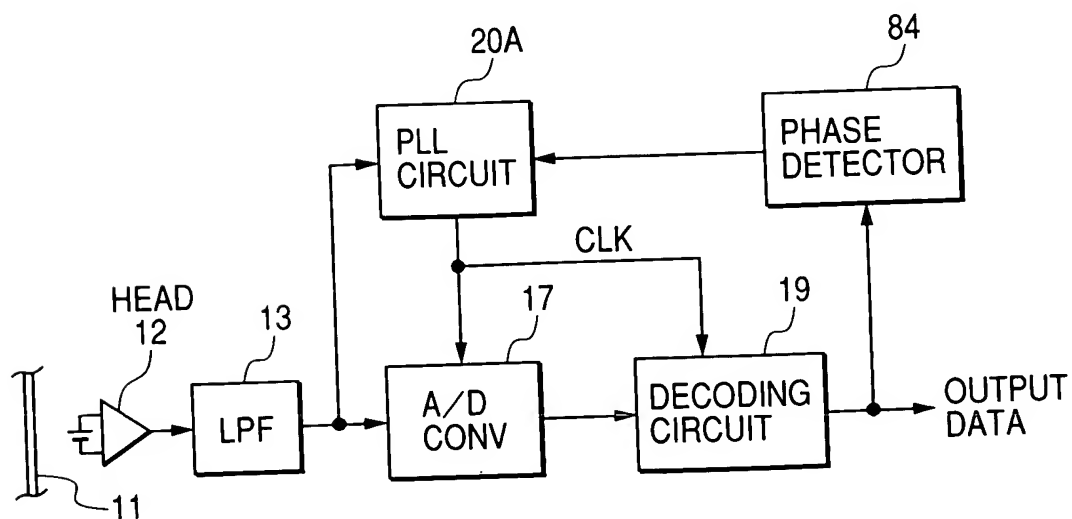 20A
84
PLL
CIRCUIT
PHASE
DETECTOR
CLK
HEAD
12
13
17
19
LPF
A/D
CONV
DECODING
CIRCUIT
OUTPUT
DATA
11